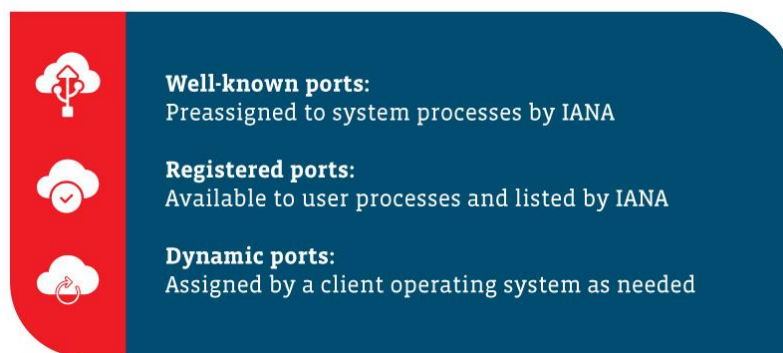 Well-known ports:
Preassigned to system processes by IANA
Registered ports:
Available to user processes and listed by IANA
Dynamic ports:
Assigned by a client operating system as needed